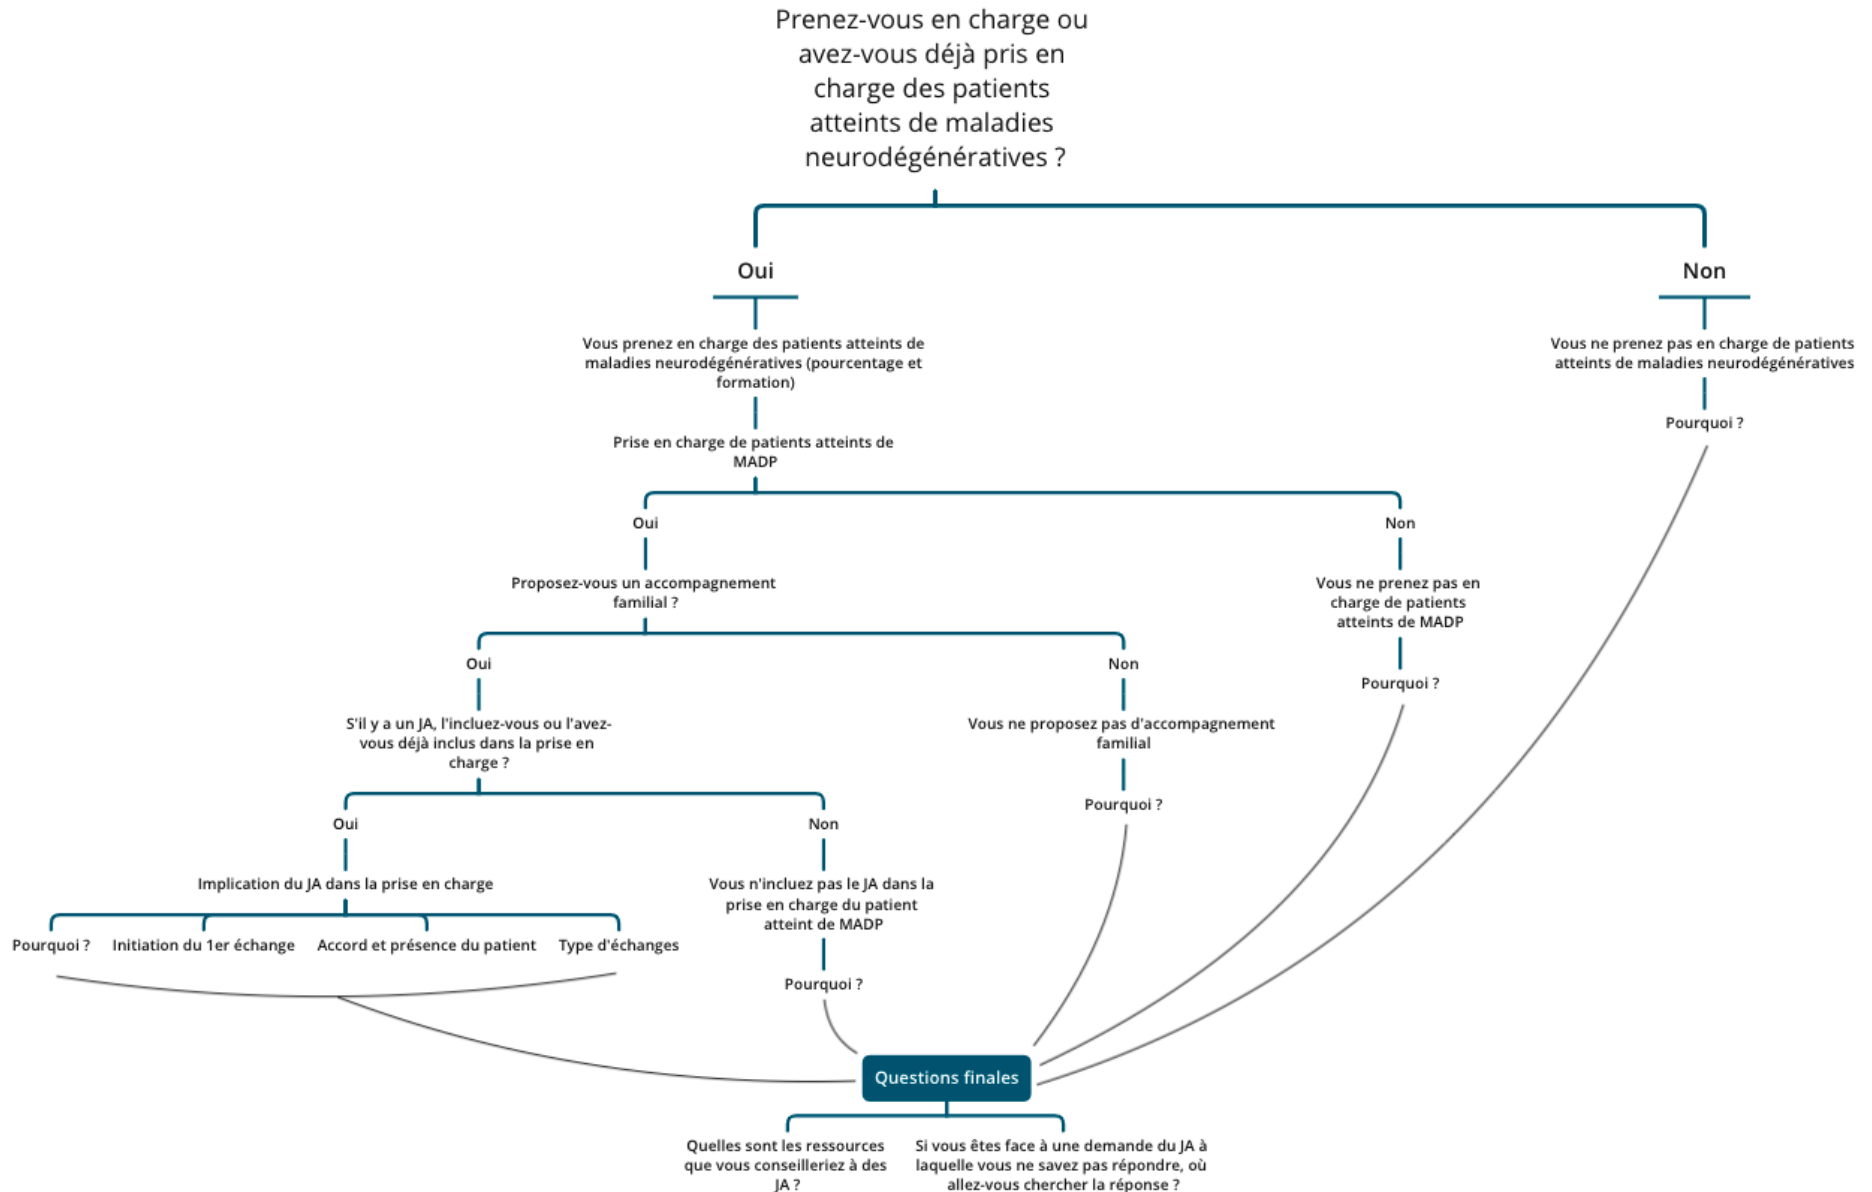 Prenez-vous en charge ou
avez-vous déjà pris en
charge des patients
atteints de maladies
neurodégénératives ?
Oui
Non
Vous prenez en charge des patients atteints de
maladies neurodégénératives (pourcentage et
formation)
Vous ne prenez pas en charge de patients
atteints de maladies neurodégénératives
Pourquoi ?
Prise en charge de patients atteints de
MADP
Oui
Non
Proposez-vous un accompagnement
familial ?
Vous ne prenez pas en
charge de patients
atteints de MADP
Pourquoi ?
Oui
Non
S'il y a un JA, l'incluez-vous ou l'avez-
vous déjà inclus dans la prise en
charge ?
Vous ne proposez pas d'accompagnement
familial
Pourquoi ?
Oui
Non
Implication du JA dans la prise en charge
Vous n'incluez pas le JA dans la
prise en charge du patient
atteint de MADP
Pourquoi ?
Initiation du 1er échange
Accord et présence du patient
Type d'échanges
Pourquoi ?
Questions finales
Quelles sont les ressources
que vous conseilleriez à des
JA ?
Si vous êtes face à une demande du JA à
laquelle vous ne savez pas répondre, où
allez-vous chercher la réponse ?